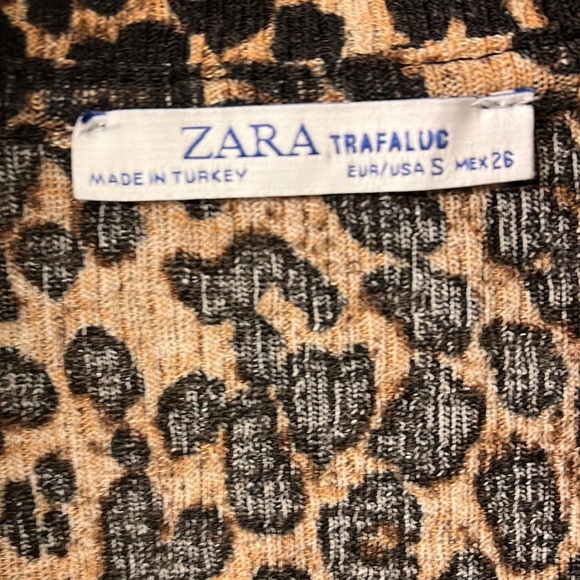 ZARA TRAFALUC
MADE IN TURKEY EUR/USA S MEX 26